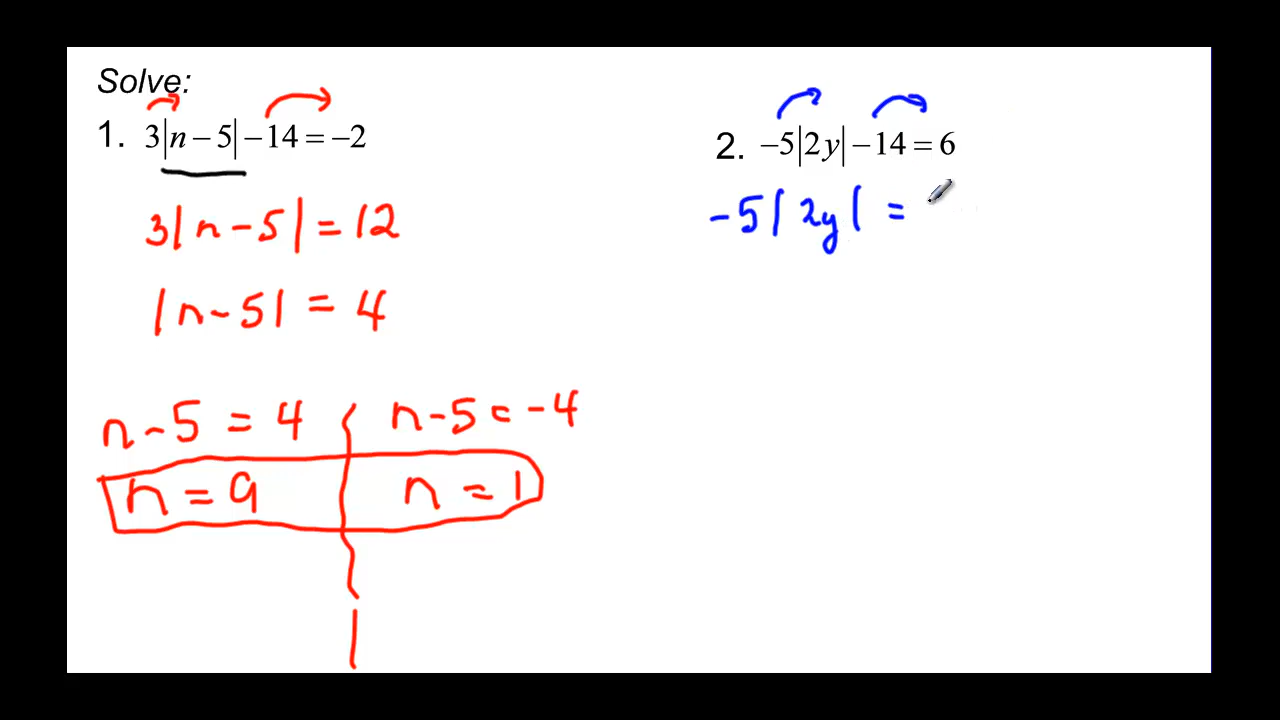 Solve:
1. 3|n − 5| − 14 = −2
3|n − 5| = 12
|n − 5| = 4
n − 5 = 4
n − 5 = −4
n = 9
n = 1
2. −5|2y| − 14 = 6
−5|2y| =